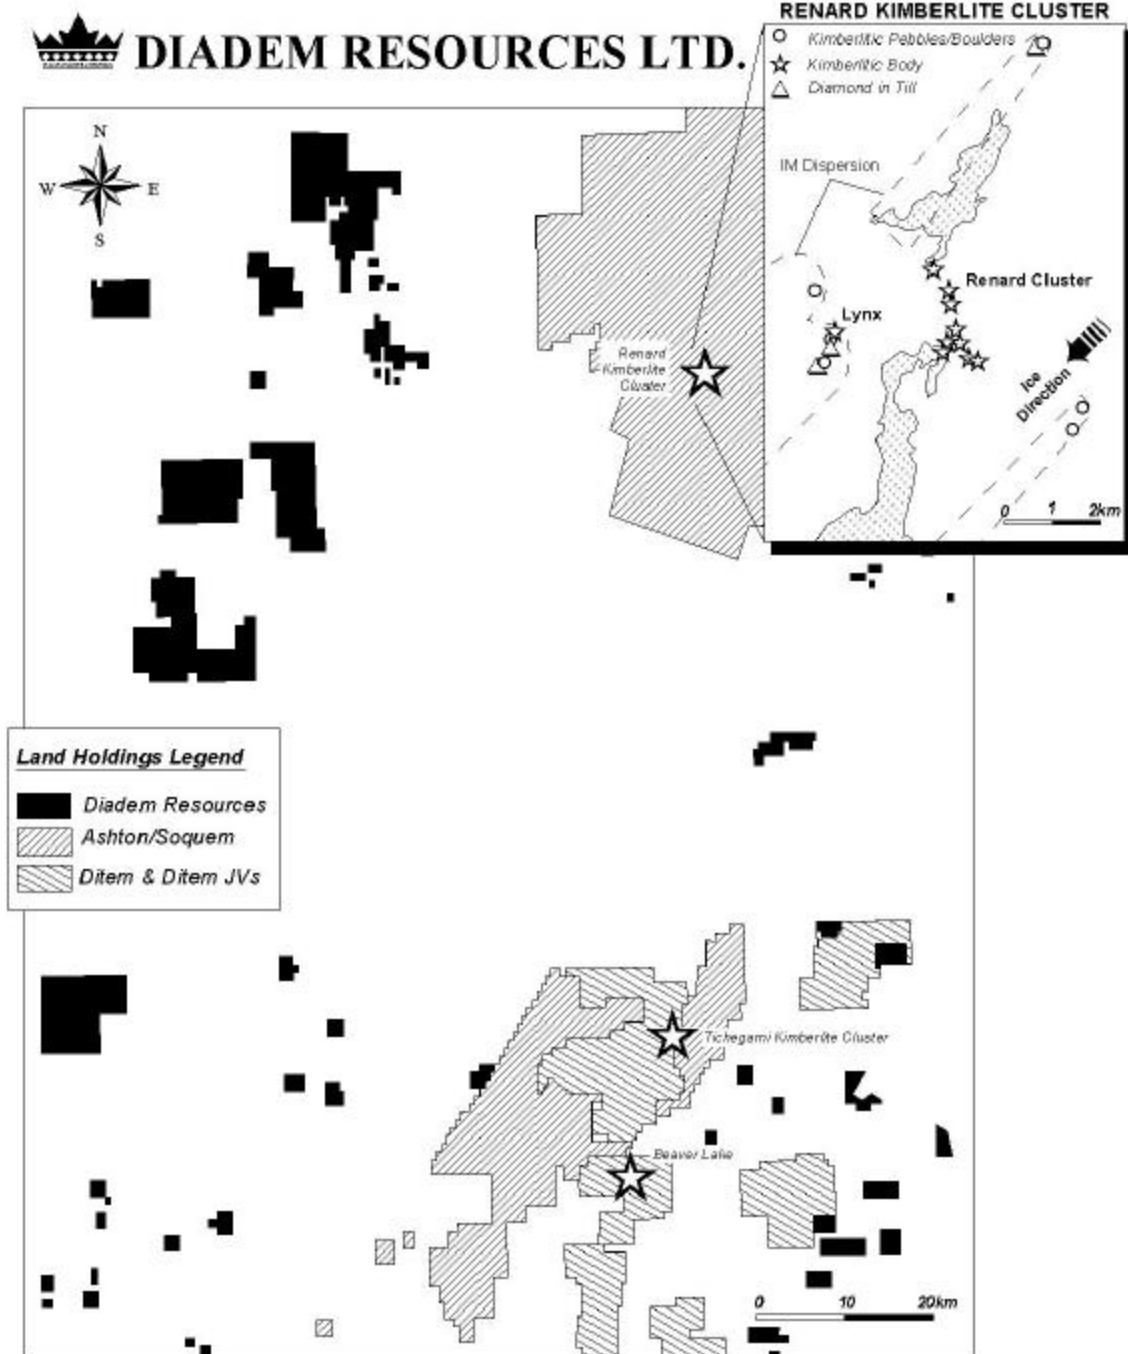 DIADEM RESOURCES LTD.
RENARD KIMBERLITE CLUSTER
Kimberlitic Pebbles/Boulders
Kimberlitic Body
Diamond in Till
IM Dispersion
Renard Cluster
Lynx
Ice
Direction
0 1 2km
N
W E
S
Renard
Kimberlite
Cluster
Land Holdings Legend
Diadem Resources
Ashton/Soquem
Ditem & Ditem JVs
Tichegami Kimberlite Cluster
Beaver Lake
0 10 20km